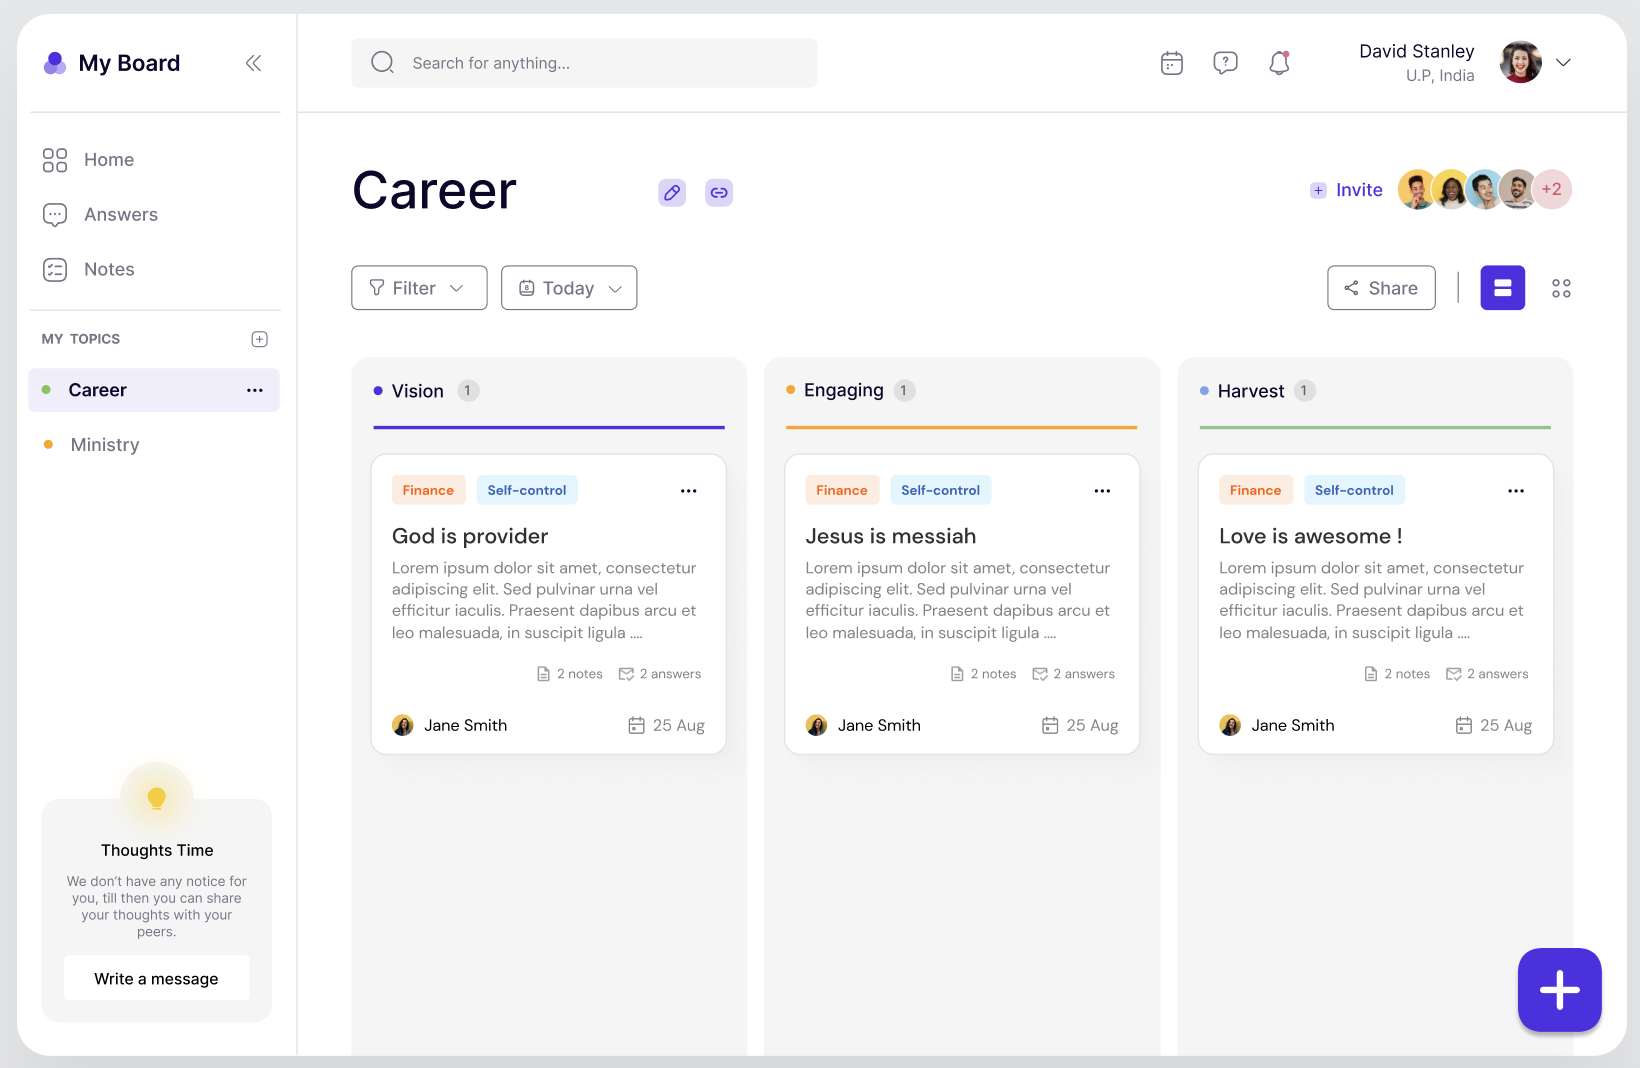 My Board
Search for anything...
David Stanley
U.P, India
Home
Answers
Notes
MY TOPICS
Career
Ministry
Thoughts Time
We don't have any notice for
you, till then you can share
your thoughts with your
peers.
Write a message
Career
Invite
+2
Filter
8
Today
Share
Vision 1
Finance
Self-control
God is provider
Lorem ipsum dolor sit amet, consectetur
adipiscing elit. Sed pulvinar urna vel
efficitur iaculis. Praesent dapibus arcu et
leo malesuada, in suscipit ligula ....
2 notes
2 answers
Jane Smith
25 Aug
Engaging 1
Finance
Self-control
Jesus is messiah
Lorem ipsum dolor sit amet, consectetur
adipiscing elit. Sed pulvinar urna vel
efficitur iaculis. Praesent dapibus arcu et
leo malesuada, in suscipit ligula ....
2 notes
2 answers
Jane Smith
25 Aug
Harvest 1
Finance
Self-control
Love is awesome !
Lorem ipsum dolor sit amet, consectetur
adipiscing elit. Sed pulvinar urna vel
efficitur iaculis. Praesent dapibus arcu et
leo malesuada, in suscipit ligula ....
2 notes
2 answers
Jane Smith
25 Aug